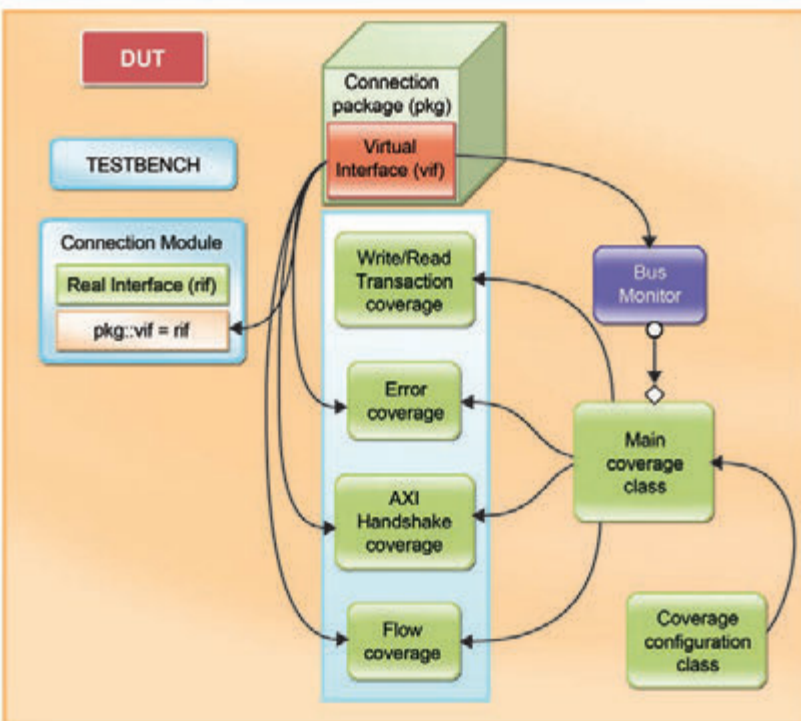 DUT
Connection
package (pkg)
Virtual
Interface (vif)
TESTBENCH
Connection Module
Real Interface (rif)
pkg::vif = rif
Write/Read
Transaction
coverage
Bus
Monitor
Error
coverage
Main
coverage
class
AXI
Handshake
coverage
Flow
coverage
Coverage
configuration
class